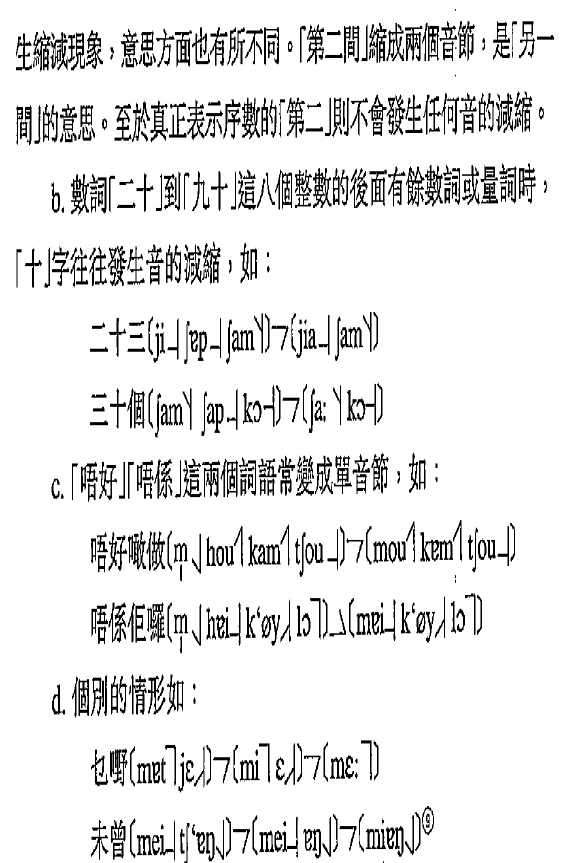 生縮減現象，意思方面也有所不同。「第二間」縮成兩個音節，是「另一
間」的意思。至於真正表示序數的「第二」則不會發生任何音的減縮。
b. 數詞「二十」到「九十」這八個整數的後面有餘數詞或量詞時，
「十」字往往發生音的減縮，如：
二十三〔ji˨ ʃɐp˨ ʃam˥˧〕→〔jia˨ ʃam˥˧〕
三十個〔ʃam˥˧ ʃap˨ kɔ˧〕→〔ʃa: ˥˧ kɔ˧〕
c.「唔好」「唔係」這兩個詞語常變成單音節，如：
唔好噉做〔m̩˨˩ hou˧˥ kam˧˥ tʃou˨〕→〔mou˧˥ kɐm˧˥ tʃou˨〕
唔係佢囉〔m̩˨˩ hɐi˨ k‘øy˩˧ lɔ˥〕→〔mɐi˨ k‘øy˩˧ lɔ˥〕
d. 個別的情形如：
乜嘢〔mɐt˥ jɛ˩˧〕→〔mi˥ ɛ˩˧〕→〔mɛ: ˥〕
未曾〔mei˨ tʃ‘ɐŋ˨˩〕→〔mei˨ ɐŋ˨˩〕→〔miɐŋ˨˩〕⑨